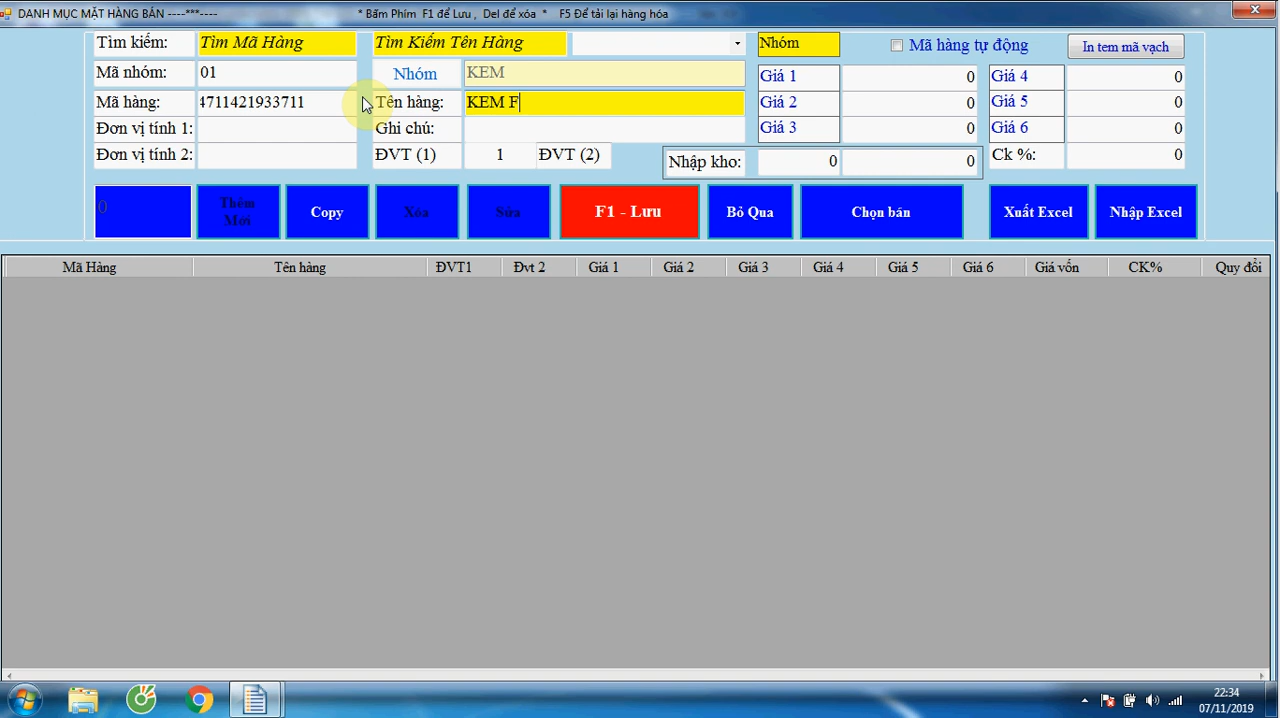 DANH MỤC MẶT HÀNG BÁN ----***---- * Bấm Phím F1 để Lưu , Del để xóa * F5 Để tải lại hàng hóa
Tìm kiếm: Tìm Mã Hàng Tìm Kiếm Tên Hàng Nhóm Mã hàng tự động In tem mã vạch
Mã nhóm: 01 Nhóm KEM Giá 1 0 Giá 4 0
Mã hàng: 4711421933711 Tên hàng: KEM F Giá 2 0 Giá 5 0
Đơn vị tính 1: Ghi chú: Giá 3 0 Giá 6 0
Đơn vị tính 2: ĐVT (1) 1 ĐVT (2) Nhập kho: 0 0 Ck %: 0
0 Thêm Mới Copy Xóa Sửa F1 - Lưu Bỏ Qua Chọn bán Xuất Excel Nhập Excel
Mã Hàng Tên hàng ĐVT1 Đvt 2 Giá 1 Giá 2 Giá 3 Giá 4 Giá 5 Giá 6 Giá vốn CK% Quy đổi
22:34
07/11/2019